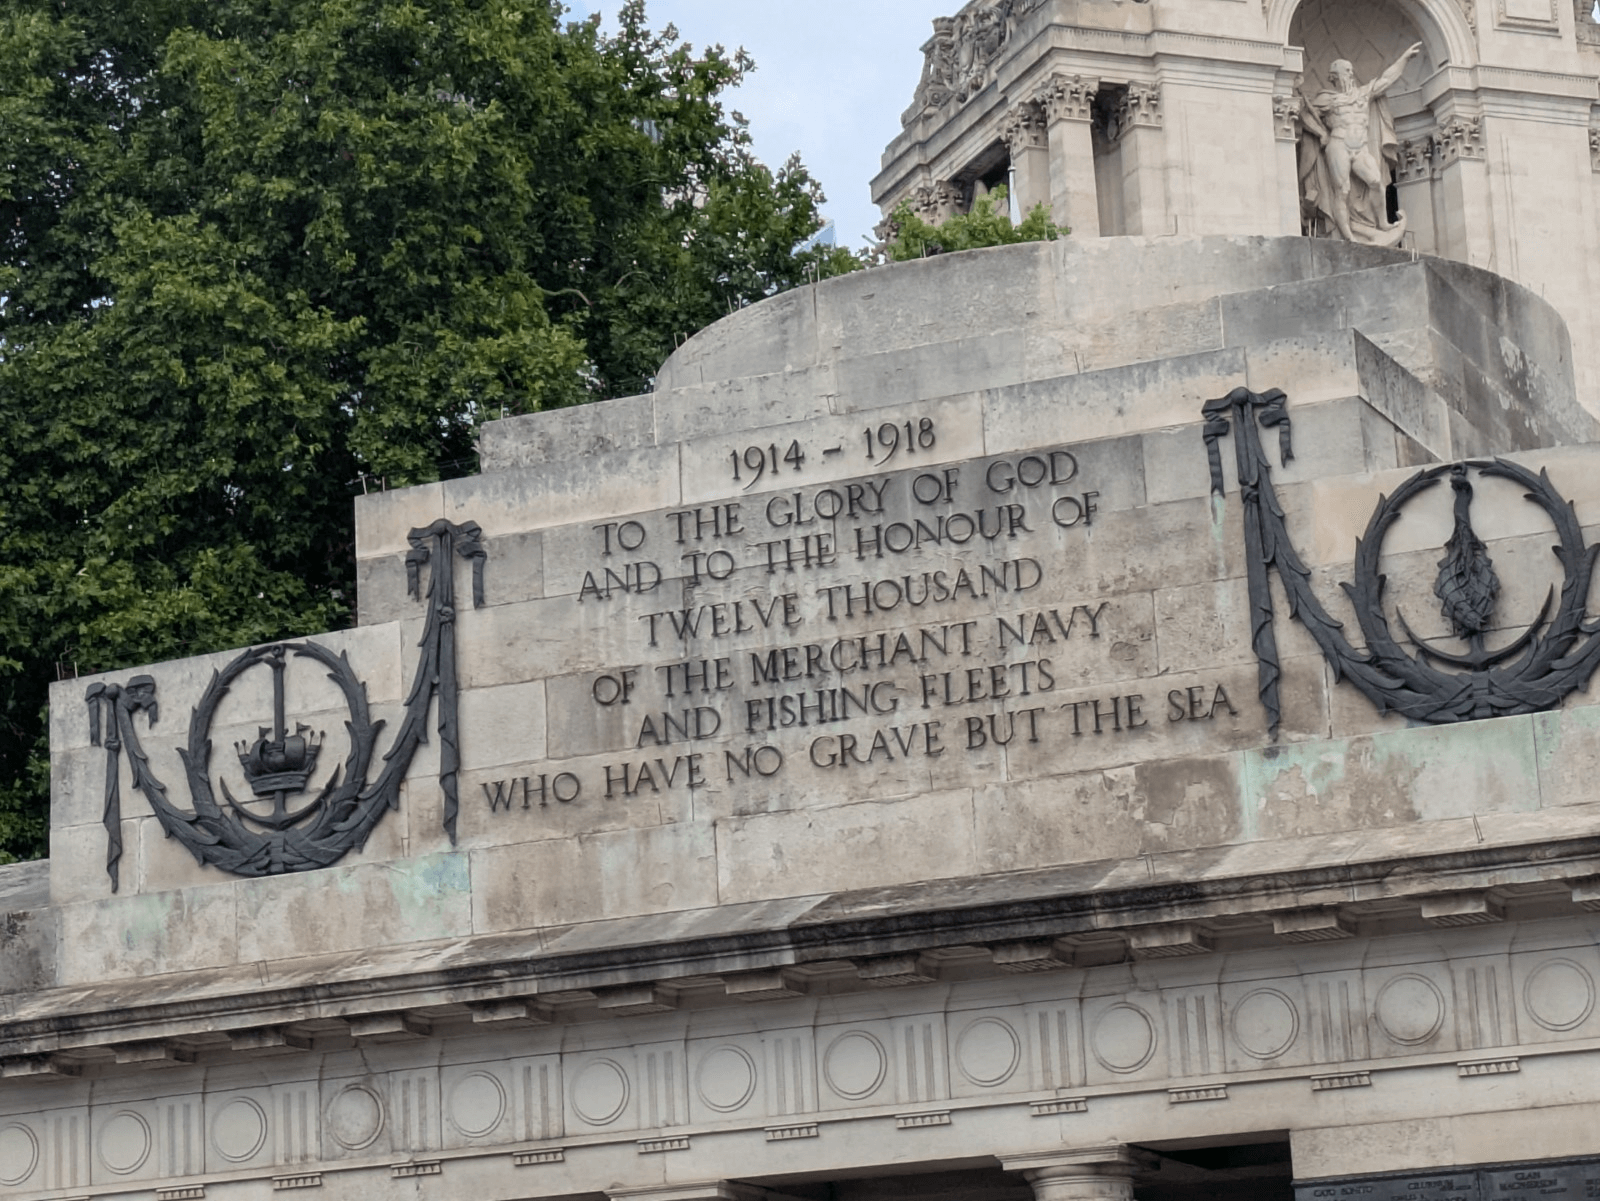 1914 - 1918
TO THE GLORY OF GOD
AND TO THE HONOUR OF
TWELVE THOUSAND
OF THE MERCHANT NAVY
AND FISHING FLEETS
WHO HAVE NO GRAVE BUT THE SEA
CLAN